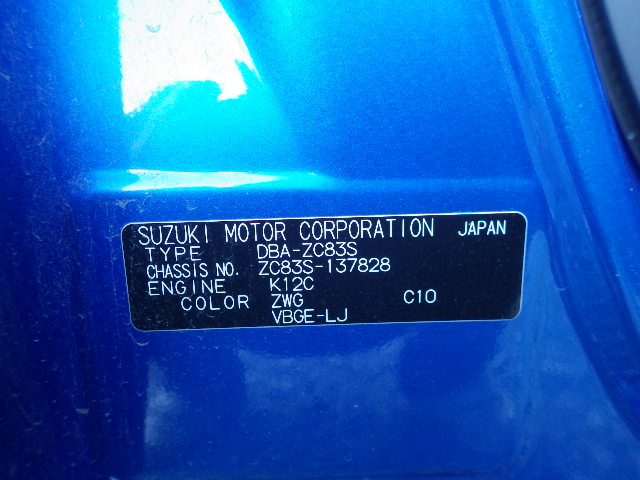 SUZUKI MOTOR CORPORATION JAPAN
TYPE DBA-ZC83S
CHASSIS NO. ZC83S-137828
ENGINE K12C
COLOR ZWG C10
VBGE-LJ